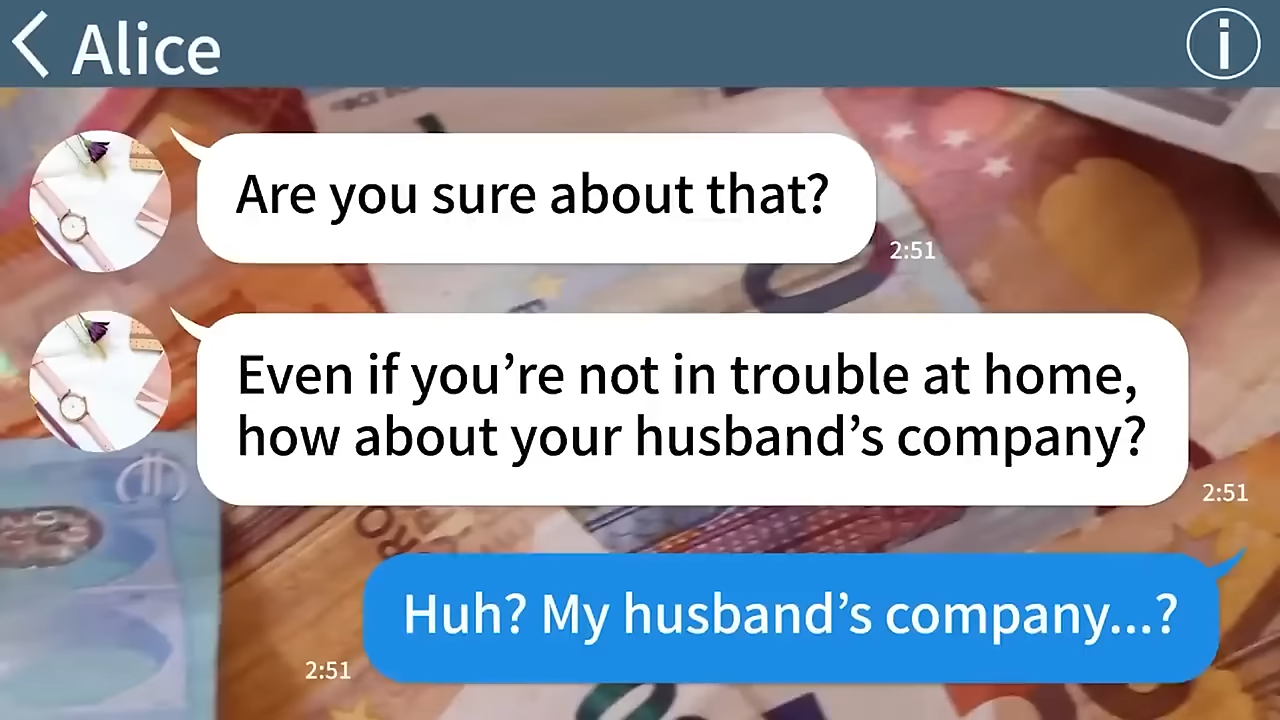 Alice
Are you sure about that?
2:51
Even if you’re not in trouble at home,
how about your husband’s company?
2:51
Huh? My husband’s company...?
2:51